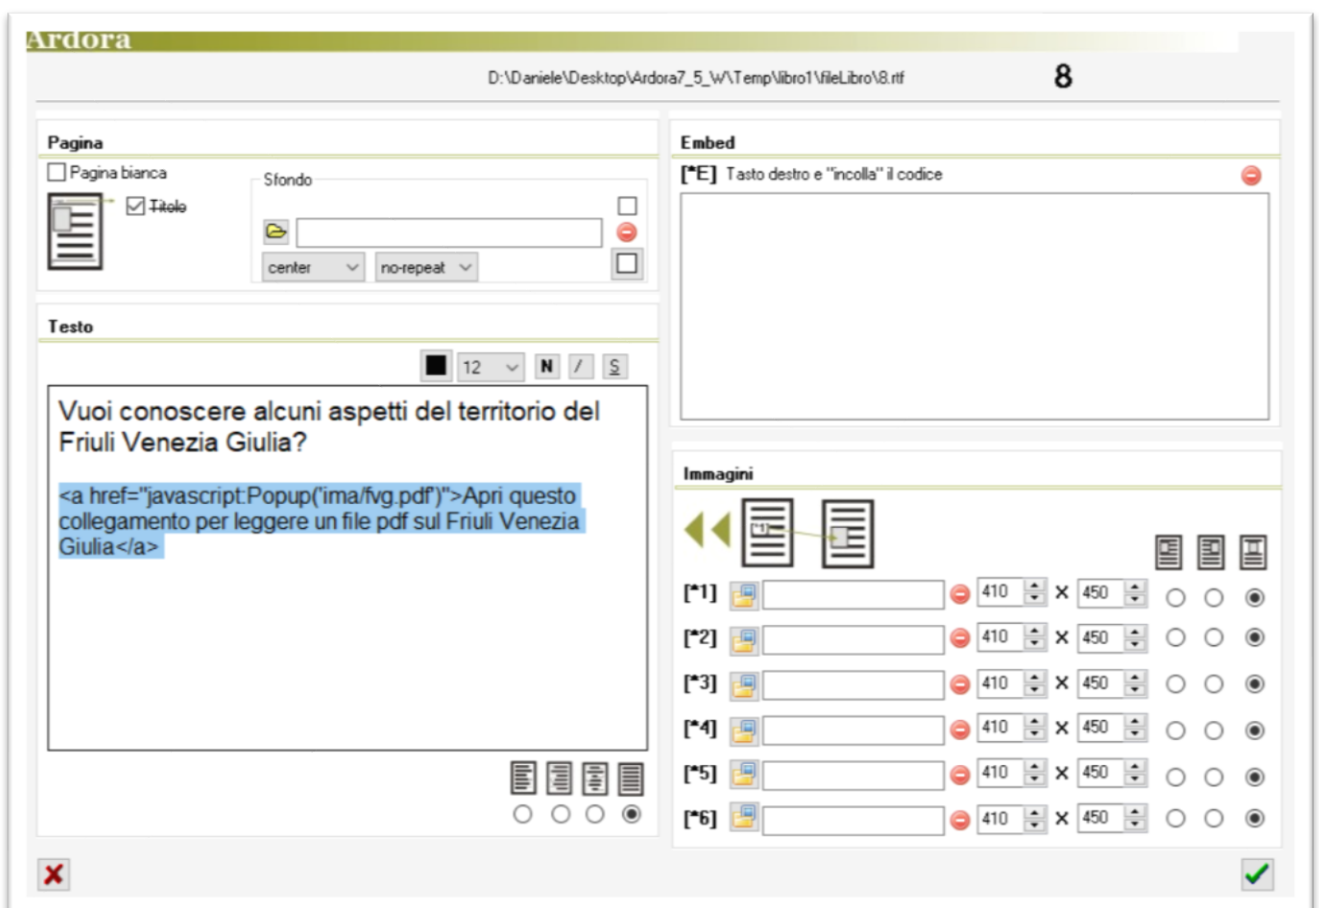 Ardora
D:\Daniele\Desktop\Ardora7_5_W\Temp\libro1\fileLibro\8.rtf
8
Pagina
Pagina bianca
Titolo
Sfondo
center
no-repeat
Testo
12
N
/
S
Vuoi conoscere alcuni aspetti del territorio del
Friuli Venezia Giulia?
<a href="javascript:Popup('ima/fvg.pdf')">Apri questo
collegamento per leggere un file pdf sul Friuli Venezia
Giulia</a>
Embed
[*E] Tasto destro e "incolla" il codice
Immagini
[*1]
[*1] 410 X 450
[*2] 410 X 450
[*3] 410 X 450
[*4] 410 X 450
[*5] 410 X 450
[*6] 410 X 450